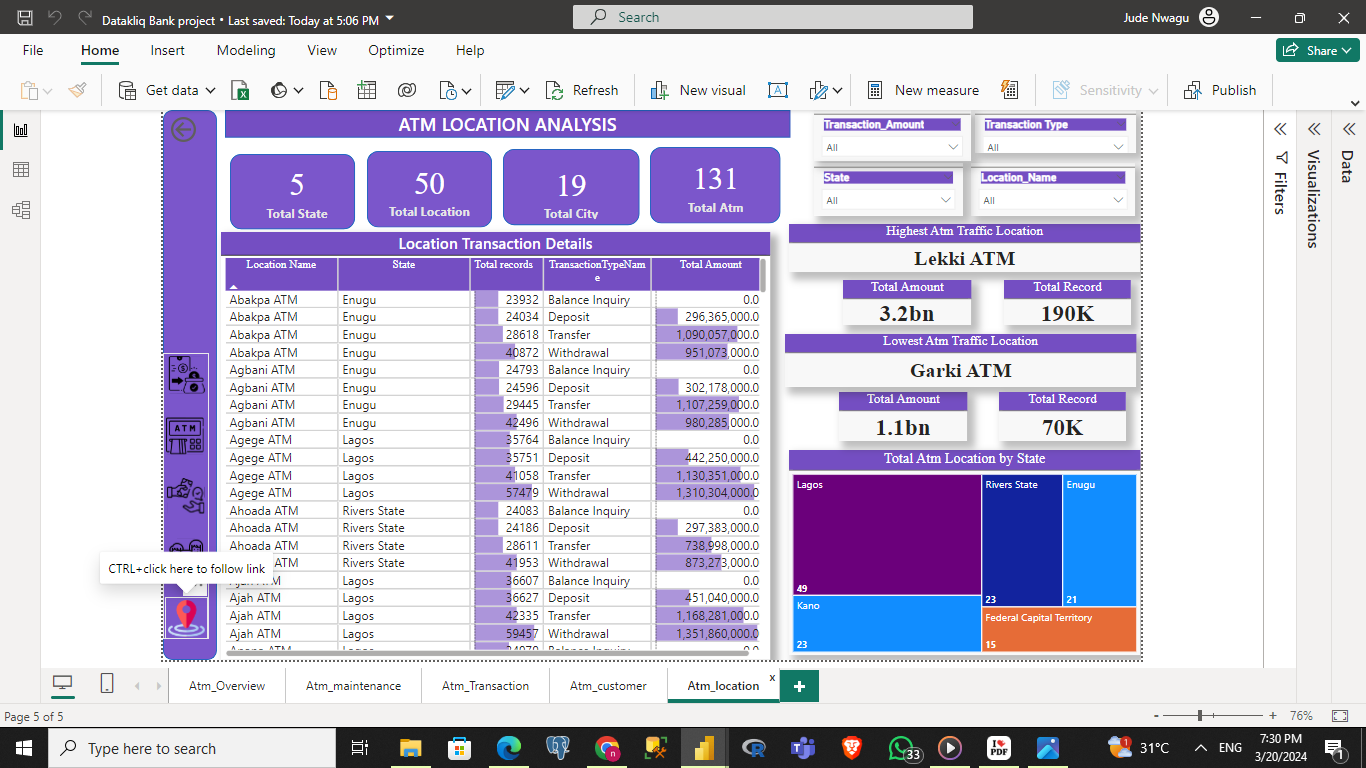 Datakliq Bank project • Last saved: Today at 5:06 PM
Search
Jude Nwagu
File Home Insert Modeling View Optimize Help
Share
Get data
Refresh
New visual
New measure
Sensitivity
Publish
ATM LOCATION ANALYSIS
5
Total State
50
Total Location
19
Total City
131
Total Atm
Transaction_Amount
All
Transaction Type
All
State
All
Location_Name
All
Location Transaction Details
Location Name State Total records TransactionTypeNam
e Total Amount
Abakpa ATM Enugu 23932 Balance Inquiry 0.0
Abakpa ATM Enugu 24034 Deposit 296,365,000.0
Abakpa ATM Enugu 28618 Transfer 1,090,057,000.0
Abakpa ATM Enugu 40872 Withdrawal 951,073,000.0
Agbani ATM Enugu 24793 Balance Inquiry 0.0
Agbani ATM Enugu 24596 Deposit 302,178,000.0
Agbani ATM Enugu 29445 Transfer 1,107,259,000.0
Agbani ATM Enugu 42496 Withdrawal 980,285,000.0
Agege ATM Lagos 35764 Balance Inquiry 0.0
Agege ATM Lagos 35751 Deposit 442,250,000.0
Agege ATM Lagos 41058 Transfer 1,130,351,000.0
Agege ATM Lagos 57479 Withdrawal 1,310,304,000.0
Ahoada ATM Rivers State 24083 Balance Inquiry 0.0
Ahoada ATM Rivers State 24186 Deposit 297,383,000.0
Ahoada ATM Rivers State 28611 Transfer 738,998,000.0
ATM Rivers State 41953 Withdrawal 873,273,000.0
Lagos 36607 Balance Inquiry 0.0
Ajah ATM Lagos 36627 Deposit 451,040,000.0
Ajah ATM Lagos 42335 Transfer 1,168,281,000.0
Ajah ATM Lagos 59457 Withdrawal 1,351,860,000.0
ATM
CTRL+click here to follow link
Highest Atm Traffic Location
Lekki ATM
Total Amount
3.2bn
Total Record
190K
Lowest Atm Traffic Location
Garki ATM
Total Amount
1.1bn
Total Record
70K
Total Atm Location by State
Lagos
49
Kano
23
Rivers State
23
Enugu
21
Federal Capital Territory
15
Filters
Visualizations
Data
Atm_Overview Atm_maintenance Atm_Transaction Atm_customer Atm_location x +
Page 5 of 5
- + 76%
Type here to search
33
I PDF
1
31°C
ENG
7:30 PM
3/20/2024
1